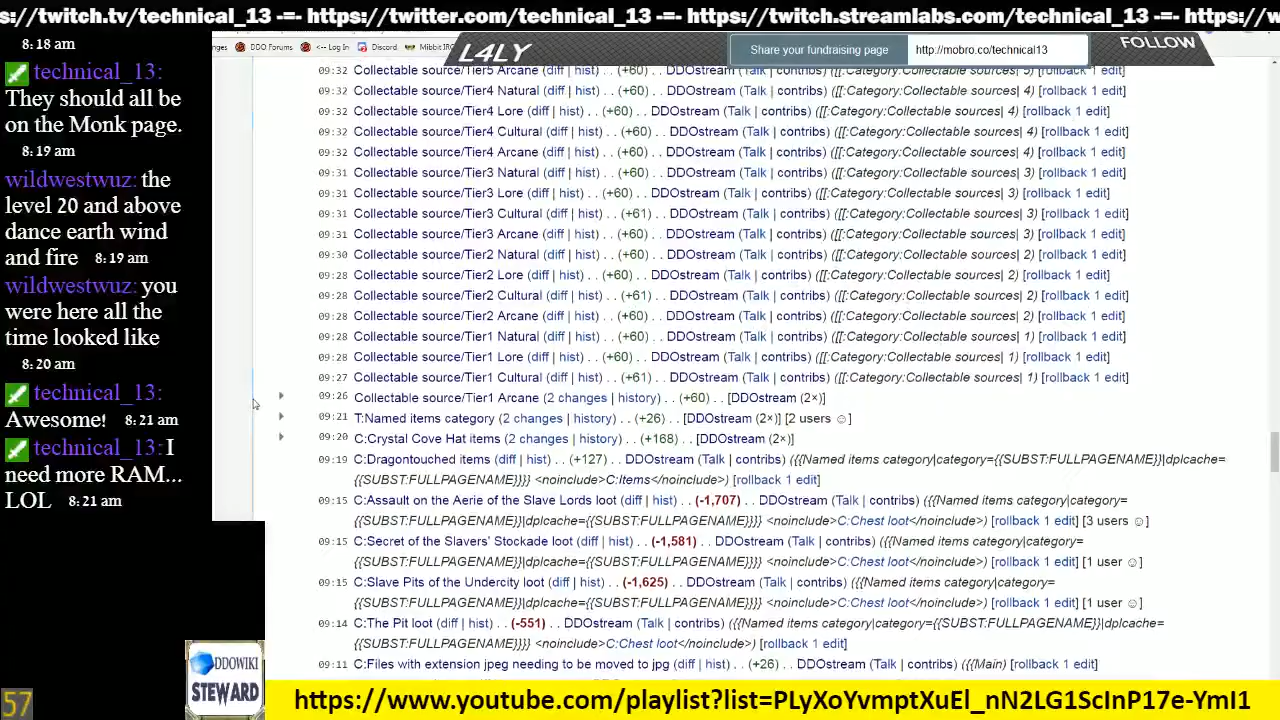 s://twitch.tv/technical_13 -=- https://twitter.com/technical_13 -=- https://twitch.streamlabs.com/technical_13 -=- https://w
8:18 am
technical_13:
They should all be
on the Monk page.
8:19 am
wildwestwuz: the
level 20 and above
dance earth wind
and fire 8:19 am
wildwestwuz: you
were here all the
time looked like
8:20 am
technical_13:
Awesome! 8:21 am
technical_13: I
need more RAM...
LOL 8:21 am
nges DDO Forums <-- Log In Discord Mibbit IR
L4LY
Share your fundraising page http://mobro.co/technical13
FOLLOW
09:32 Collectable source/Tier5 Arcane (diff | hist) . . (+60) . . DDOstream (Talk | contribs) ([[:Category:Collectable sources| 5) [rollback 1 edit]
09:32 Collectable source/Tier4 Natural (diff | hist) . . (+60) . . DDOstream (Talk | contribs) ([[:Category:Collectable sources| 4) [rollback 1 edit]
09:32 Collectable source/Tier4 Lore (diff | hist) . . (+60) . . DDOstream (Talk | contribs) ([[:Category:Collectable sources| 4) [rollback 1 edit]
09:32 Collectable source/Tier4 Cultural (diff | hist) . . (+60) . . DDOstream (Talk | contribs) ([[:Category:Collectable sources| 4) [rollback 1 edit]
09:32 Collectable source/Tier4 Arcane (diff | hist) . . (+60) . . DDOstream (Talk | contribs) ([[:Category:Collectable sources| 4) [rollback 1 edit]
09:31 Collectable source/Tier3 Natural (diff | hist) . . (+60) . . DDOstream (Talk | contribs) ([[:Category:Collectable sources| 3) [rollback 1 edit]
09:31 Collectable source/Tier3 Lore (diff | hist) . . (+60) . . DDOstream (Talk | contribs) ([[:Category:Collectable sources| 3) [rollback 1 edit]
09:31 Collectable source/Tier3 Cultural (diff | hist) . . (+61) . . DDOstream (Talk | contribs) ([[:Category:Collectable sources| 3) [rollback 1 edit]
09:31 Collectable source/Tier3 Arcane (diff | hist) . . (+60) . . DDOstream (Talk | contribs) ([[:Category:Collectable sources| 3) [rollback 1 edit]
09:30 Collectable source/Tier2 Natural (diff | hist) . . (+60) . . DDOstream (Talk | contribs) ([[:Category:Collectable sources| 2) [rollback 1 edit]
09:28 Collectable source/Tier2 Lore (diff | hist) . . (+60) . . DDOstream (Talk | contribs) ([[:Category:Collectable sources| 2) [rollback 1 edit]
09:28 Collectable source/Tier2 Cultural (diff | hist) . . (+61) . . DDOstream (Talk | contribs) ([[:Category:Collectable sources| 2) [rollback 1 edit]
09:28 Collectable source/Tier2 Arcane (diff | hist) . . (+60) . . DDOstream (Talk | contribs) ([[:Category:Collectable sources| 2) [rollback 1 edit]
09:28 Collectable source/Tier1 Natural (diff | hist) . . (+60) . . DDOstream (Talk | contribs) ([[:Category:Collectable sources| 1) [rollback 1 edit]
09:28 Collectable source/Tier1 Lore (diff | hist) . . (+60) . . DDOstream (Talk | contribs) ([[:Category:Collectable sources| 1) [rollback 1 edit]
09:27 Collectable source/Tier1 Cultural (diff | hist) . . (+61) . . DDOstream (Talk | contribs) ([[:Category:Collectable sources| 1) [rollback 1 edit]
09:26 Collectable source/Tier1 Arcane (2 changes | history) . . (+60) . . [DDOstream (2×)]
09:21 T:Named items category (2 changes | history) . . (+26) . . [DDOstream (2×)] [2 users ☺]
09:20 C:Crystal Cove Hat items (2 changes | history) . . (+168) . . [DDOstream (2×)]
09:19 C:Dragontouched items (diff | hist) . . (+127) . . DDOstream (Talk | contribs) ({{Named items category|category={{SUBST:FULLPAGENAME}}|dplcache=
{{SUBST:FULLPAGENAME}}}} <noinclude>C:Items</noinclude>) [rollback 1 edit]
09:15 C:Assault on the Aerie of the Slave Lords loot (diff | hist) . . (-1,707) . . DDOstream (Talk | contribs) ({{Named items category|category=
{{SUBST:FULLPAGENAME}}|dplcache={{SUBST:FULLPAGENAME}}}} <noinclude>C:Chest loot</noinclude>) [rollback 1 edit] [3 users ☺]
09:15 C:Secret of the Slavers' Stockade loot (diff | hist) . . (-1,581) . . DDOstream (Talk | contribs) ({{Named items category|category=
{{SUBST:FULLPAGENAME}}|dplcache={{SUBST:FULLPAGENAME}}}} <noinclude>C:Chest loot</noinclude>) [rollback 1 edit] [1 user ☺]
09:15 C:Slave Pits of the Undercity loot (diff | hist) . . (-1,625) . . DDOstream (Talk | contribs) ({{Named items category|category=
{{SUBST:FULLPAGENAME}}|dplcache={{SUBST:FULLPAGENAME}}}} <noinclude>C:Chest loot</noinclude>) [rollback 1 edit] [1 user ☺]
09:14 C:The Pit loot (diff | hist) . . (-551) . . DDOstream (Talk | contribs) ({{Named items category|category={{SUBST:FULLPAGENAME}}|dplcache=
{{SUBST:FULLPAGENAME}}}} <noinclude>C:Chest loot</noinclude>) [rollback 1 edit]
09:11 C:Files with extension jpeg needing to be moved to jpg (diff | hist) . . (+26) . . DDOstream (Talk | contribs) ({{Main) [rollback 1 edit]
DDOWIKI
STEWARD
57
https://www.youtube.com/playlist?list=PLyXoYvmptXuEl_nN2LG1ScInP17e-YmI1